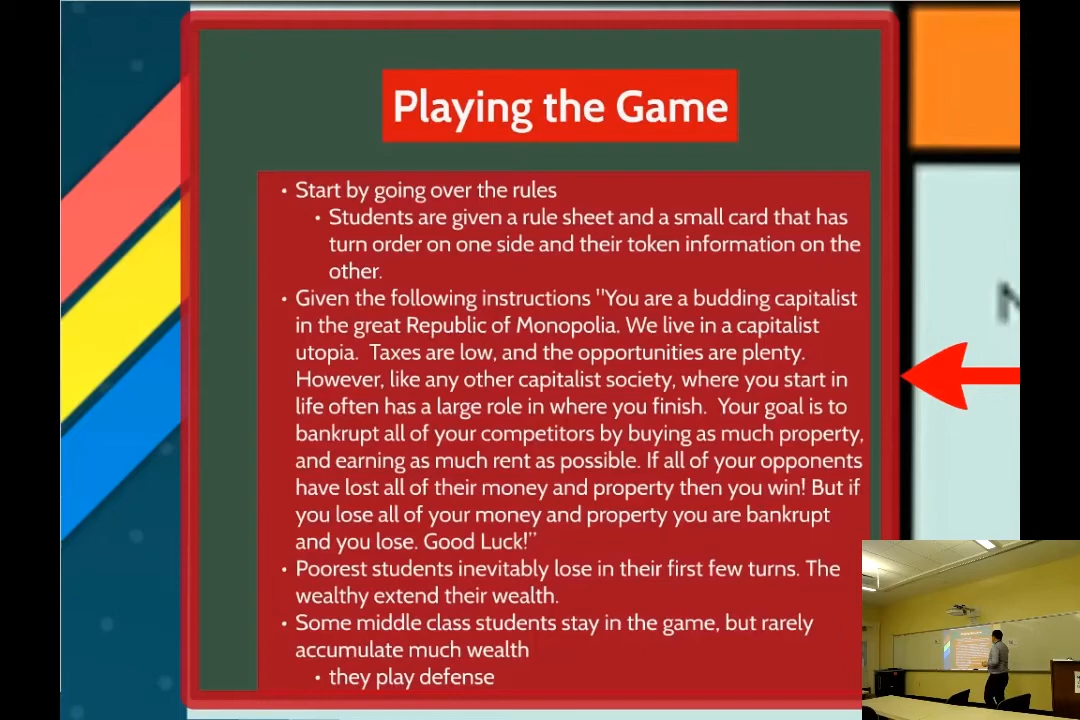 Playing the Game
• Start by going over the rules
• Students are given a rule sheet and a small card that has
turn order on one side and their token information on the
other.
• Given the following instructions "You are a budding capitalist
in the great Republic of Monopolia. We live in a capitalist
utopia. Taxes are low, and the opportunities are plenty.
However, like any other capitalist society, where you start in
life often has a large role in where you finish. Your goal is to
bankrupt all of your competitors by buying as much property,
and earning as much rent as possible. If all of your opponents
have lost all of their money and property then you win! But if
you lose all of your money and property you are bankrupt
and you lose. Good Luck!"
• Poorest students inevitably lose in their first few turns. The
wealthy extend their wealth.
• Some middle class students stay in the game, but rarely
accumulate much wealth
• they play defense